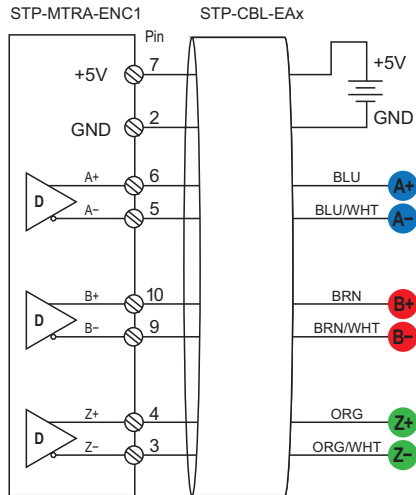 STP-MTRA-ENC1 STP-CBL-EAx
Pin
+5V 7 +5V
GND 2 GND
A+ 6 BLU A+
D
A− 5 BLU/WHT A−
B+ 10 BRN B+
D
B− 9 BRN/WHT B−
Z+ 4 ORG Z+
D
Z− 3 ORG/WHT Z−